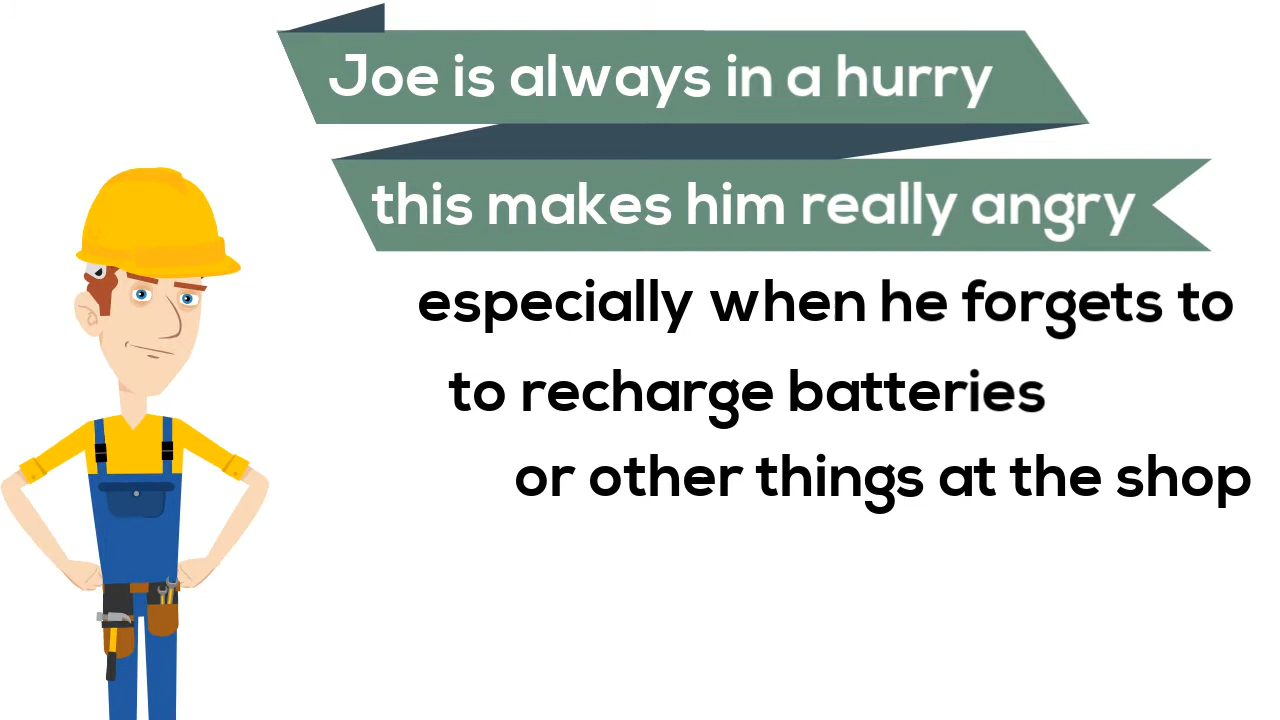 Joe is always in a hurry
this makes him really angry
especially when he forgets to
to recharge batteries
or other things at the shop